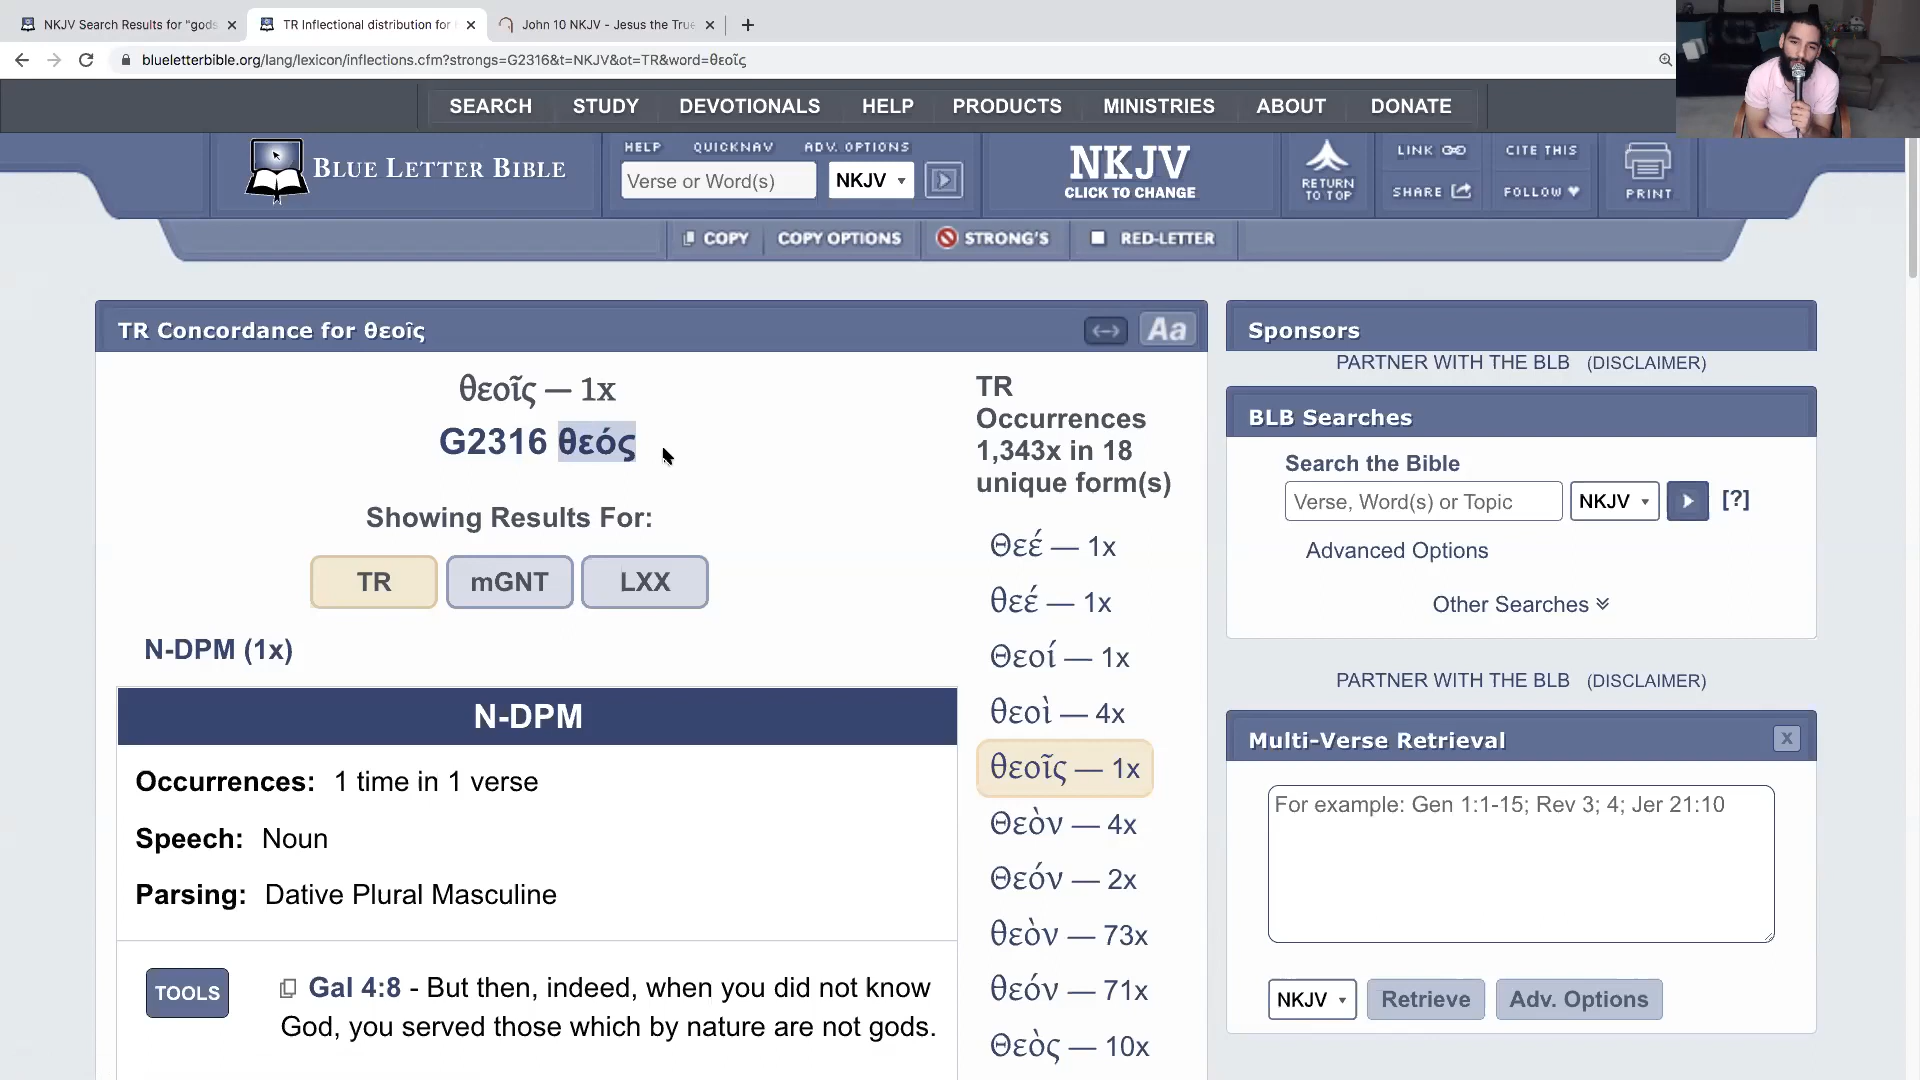 NKJV Search Results for "gods
TR Inflectional distribution for
John 10 NKJV - Jesus the True
blueletterbible.org/lang/lexicon/inflections.cfm?strongs=G2316&t=NKJV&ot=TR&word=θεοῖς
SEARCH STUDY DEVOTIONALS HELP PRODUCTS MINISTRIES ABOUT DONATE
BLUE LETTER BIBLE
HELP QUICKNAV ADV. OPTIONS
Verse or Word(s) NKJV
NKJV
CLICK TO CHANGE
RETURN
TO TOP
LINK CITE THIS
SHARE FOLLOW
PRINT
COPY COPY OPTIONS STRONG'S RED-LETTER
TR Concordance for θεοῖς
Aa
θεοῖς — 1x
G2316 θεός
Showing Results For:
TR mGNT LXX
N-DPM (1x)
N-DPM
Occurrences: 1 time in 1 verse
Speech: Noun
Parsing: Dative Plural Masculine
TOOLS
Gal 4:8 - But then, indeed, when you did not know
God, you served those which by nature are not gods.
TR
Occurrences
1,343x in 18
unique form(s)
Θεέ — 1x
θεέ — 1x
Θεοί — 1x
θεοὶ — 4x
θεοῖς — 1x
Θεὸν — 4x
Θεόν — 2x
θεὸν — 73x
θεόν — 71x
Θεὸς — 10x
Sponsors
PARTNER WITH THE BLB (DISCLAIMER)
BLB Searches
Search the Bible
Verse, Word(s) or Topic NKJV [?]
Advanced Options
Other Searches
PARTNER WITH THE BLB (DISCLAIMER)
Multi-Verse Retrieval X
For example: Gen 1:1-15; Rev 3; 4; Jer 21:10
NKJV Retrieve Adv. Options